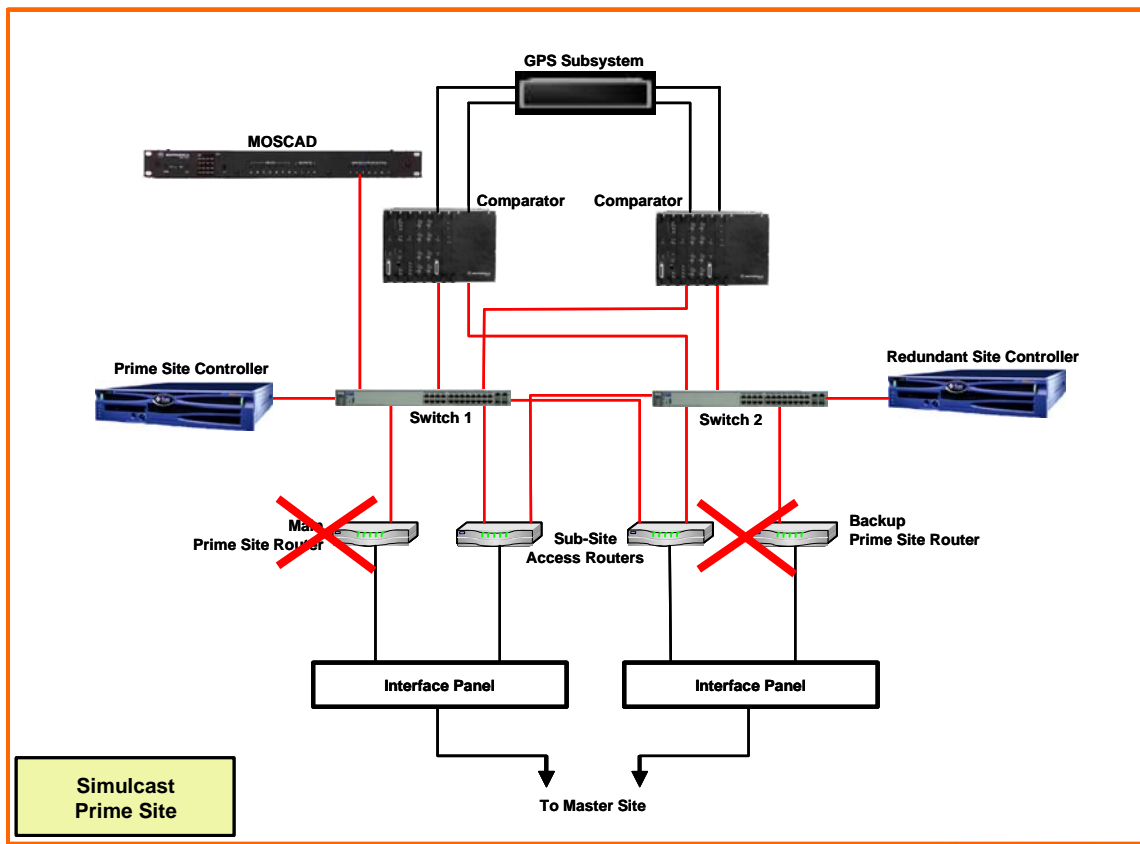 GPS Subsystem
MOSCAD
Comparator
Comparator
Prime Site Controller
Redundant Site Controller
Switch 1
Switch 2
Main
Prime Site Router
Sub-Site
Access Routers
Backup
Prime Site Router
Interface Panel
Interface Panel
Simulcast
Prime Site
To Master Site